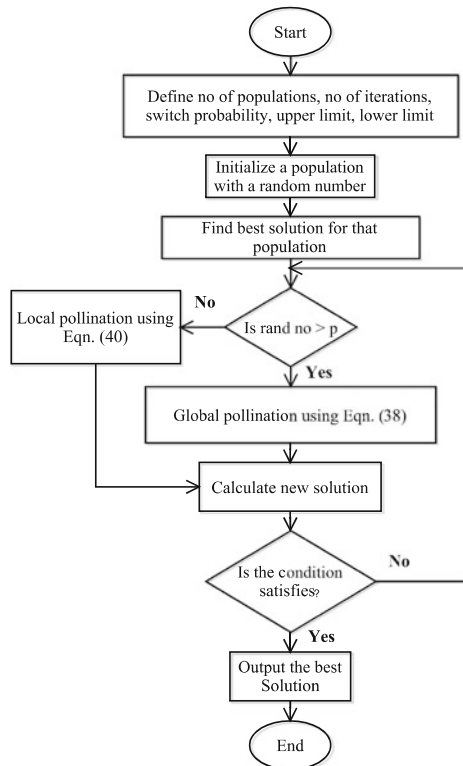 Start
Define no of populations, no of iterations,
switch probability, upper limit, lower limit
Initialize a population
with a random number
Find best solution for that
population
No
Local pollination using
Eqn. (40)
Is rand no > p
Yes
Global pollination using Eqn. (38)
Calculate new solution
Is the condition
satisfies?
No
Yes
Output the best
Solution
End